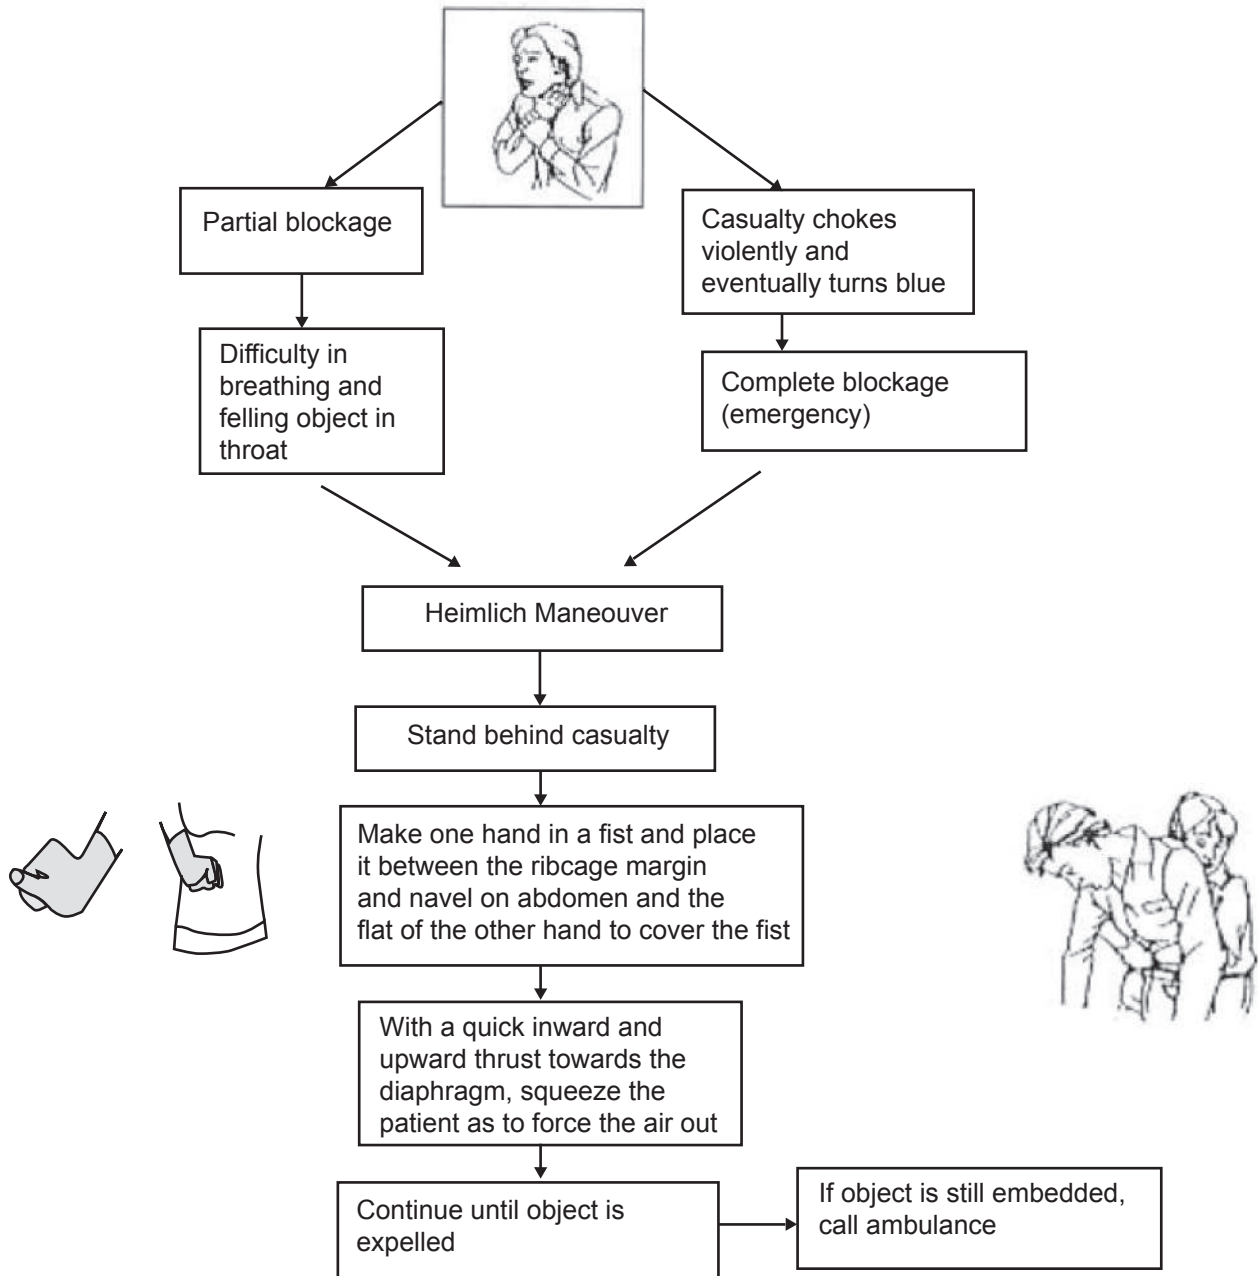 Partial blockage
Casualty chokes
violently and
eventually turns blue
Difficulty in
breathing and
felling object in
throat
Complete blockage
(emergency)
Heimlich Maneouver
Stand behind casualty
Make one hand in a fist and place
it between the ribcage margin
and navel on abdomen and the
flat of the other hand to cover the fist
With a quick inward and
upward thrust towards the
diaphragm, squeeze the
patient as to force the air out
Continue until object is
expelled
If object is still embedded,
call ambulance